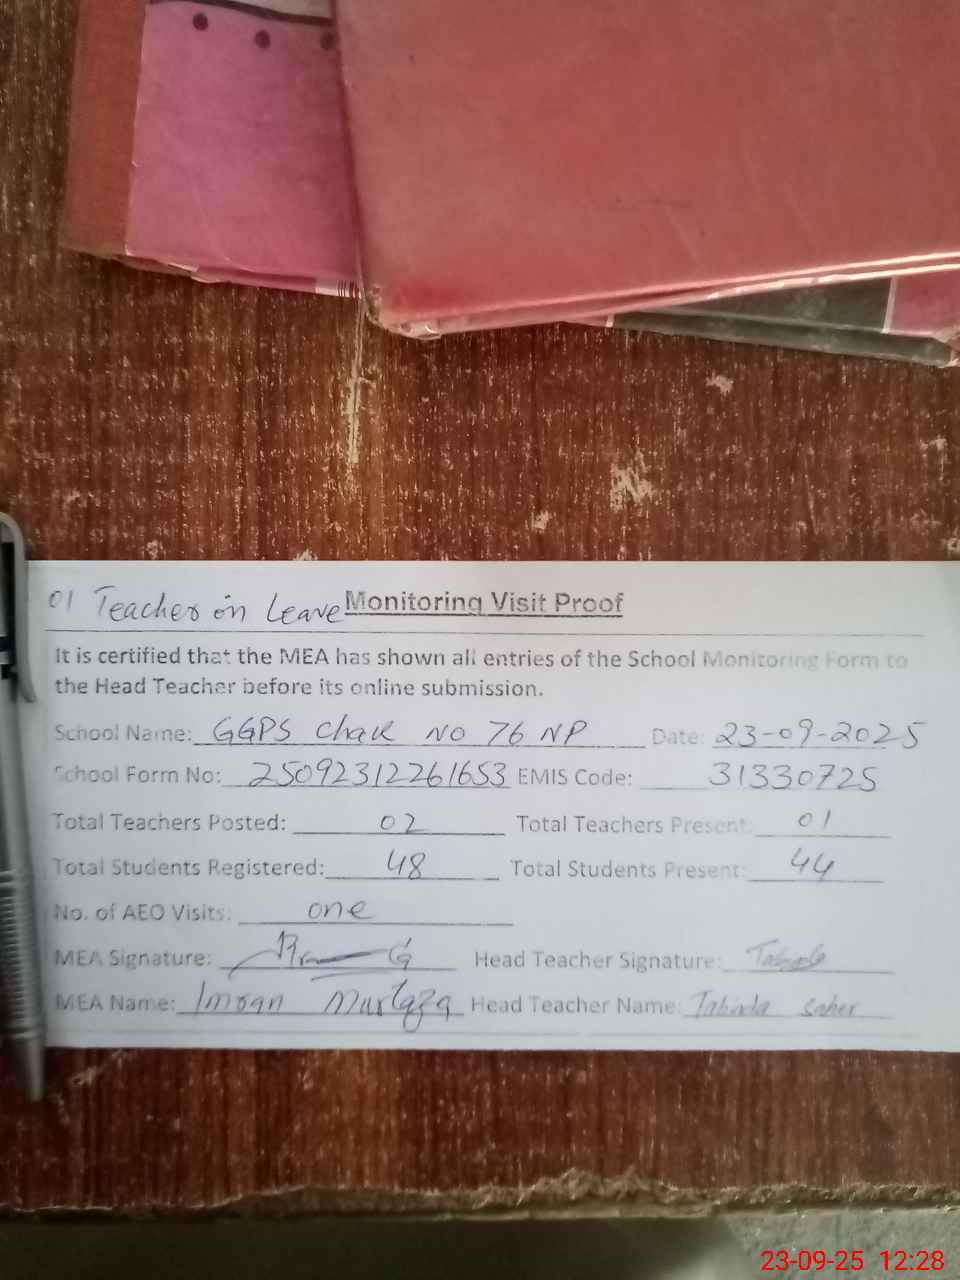 01 Teacher on Leave Monitoring Visit Proof
It is certified that the MEA has shown all entries of the School Monitoring Form to
the Head Teacher before its online submission.
School Name: GGPS Chak No 76 NP Date: 23-09-2025
School Form No: 25092312261653 EMIS Code: 31330725
Total Teachers Posted: 02 Total Teachers Present: 01
Total Students Registered: 48 Total Students Present: 44
No. of AEO Visits: one
MEA Signature: Head Teacher Signature:
MEA Name: Imran Murtaza Head Teacher Name: saher
23-09-25 12:28